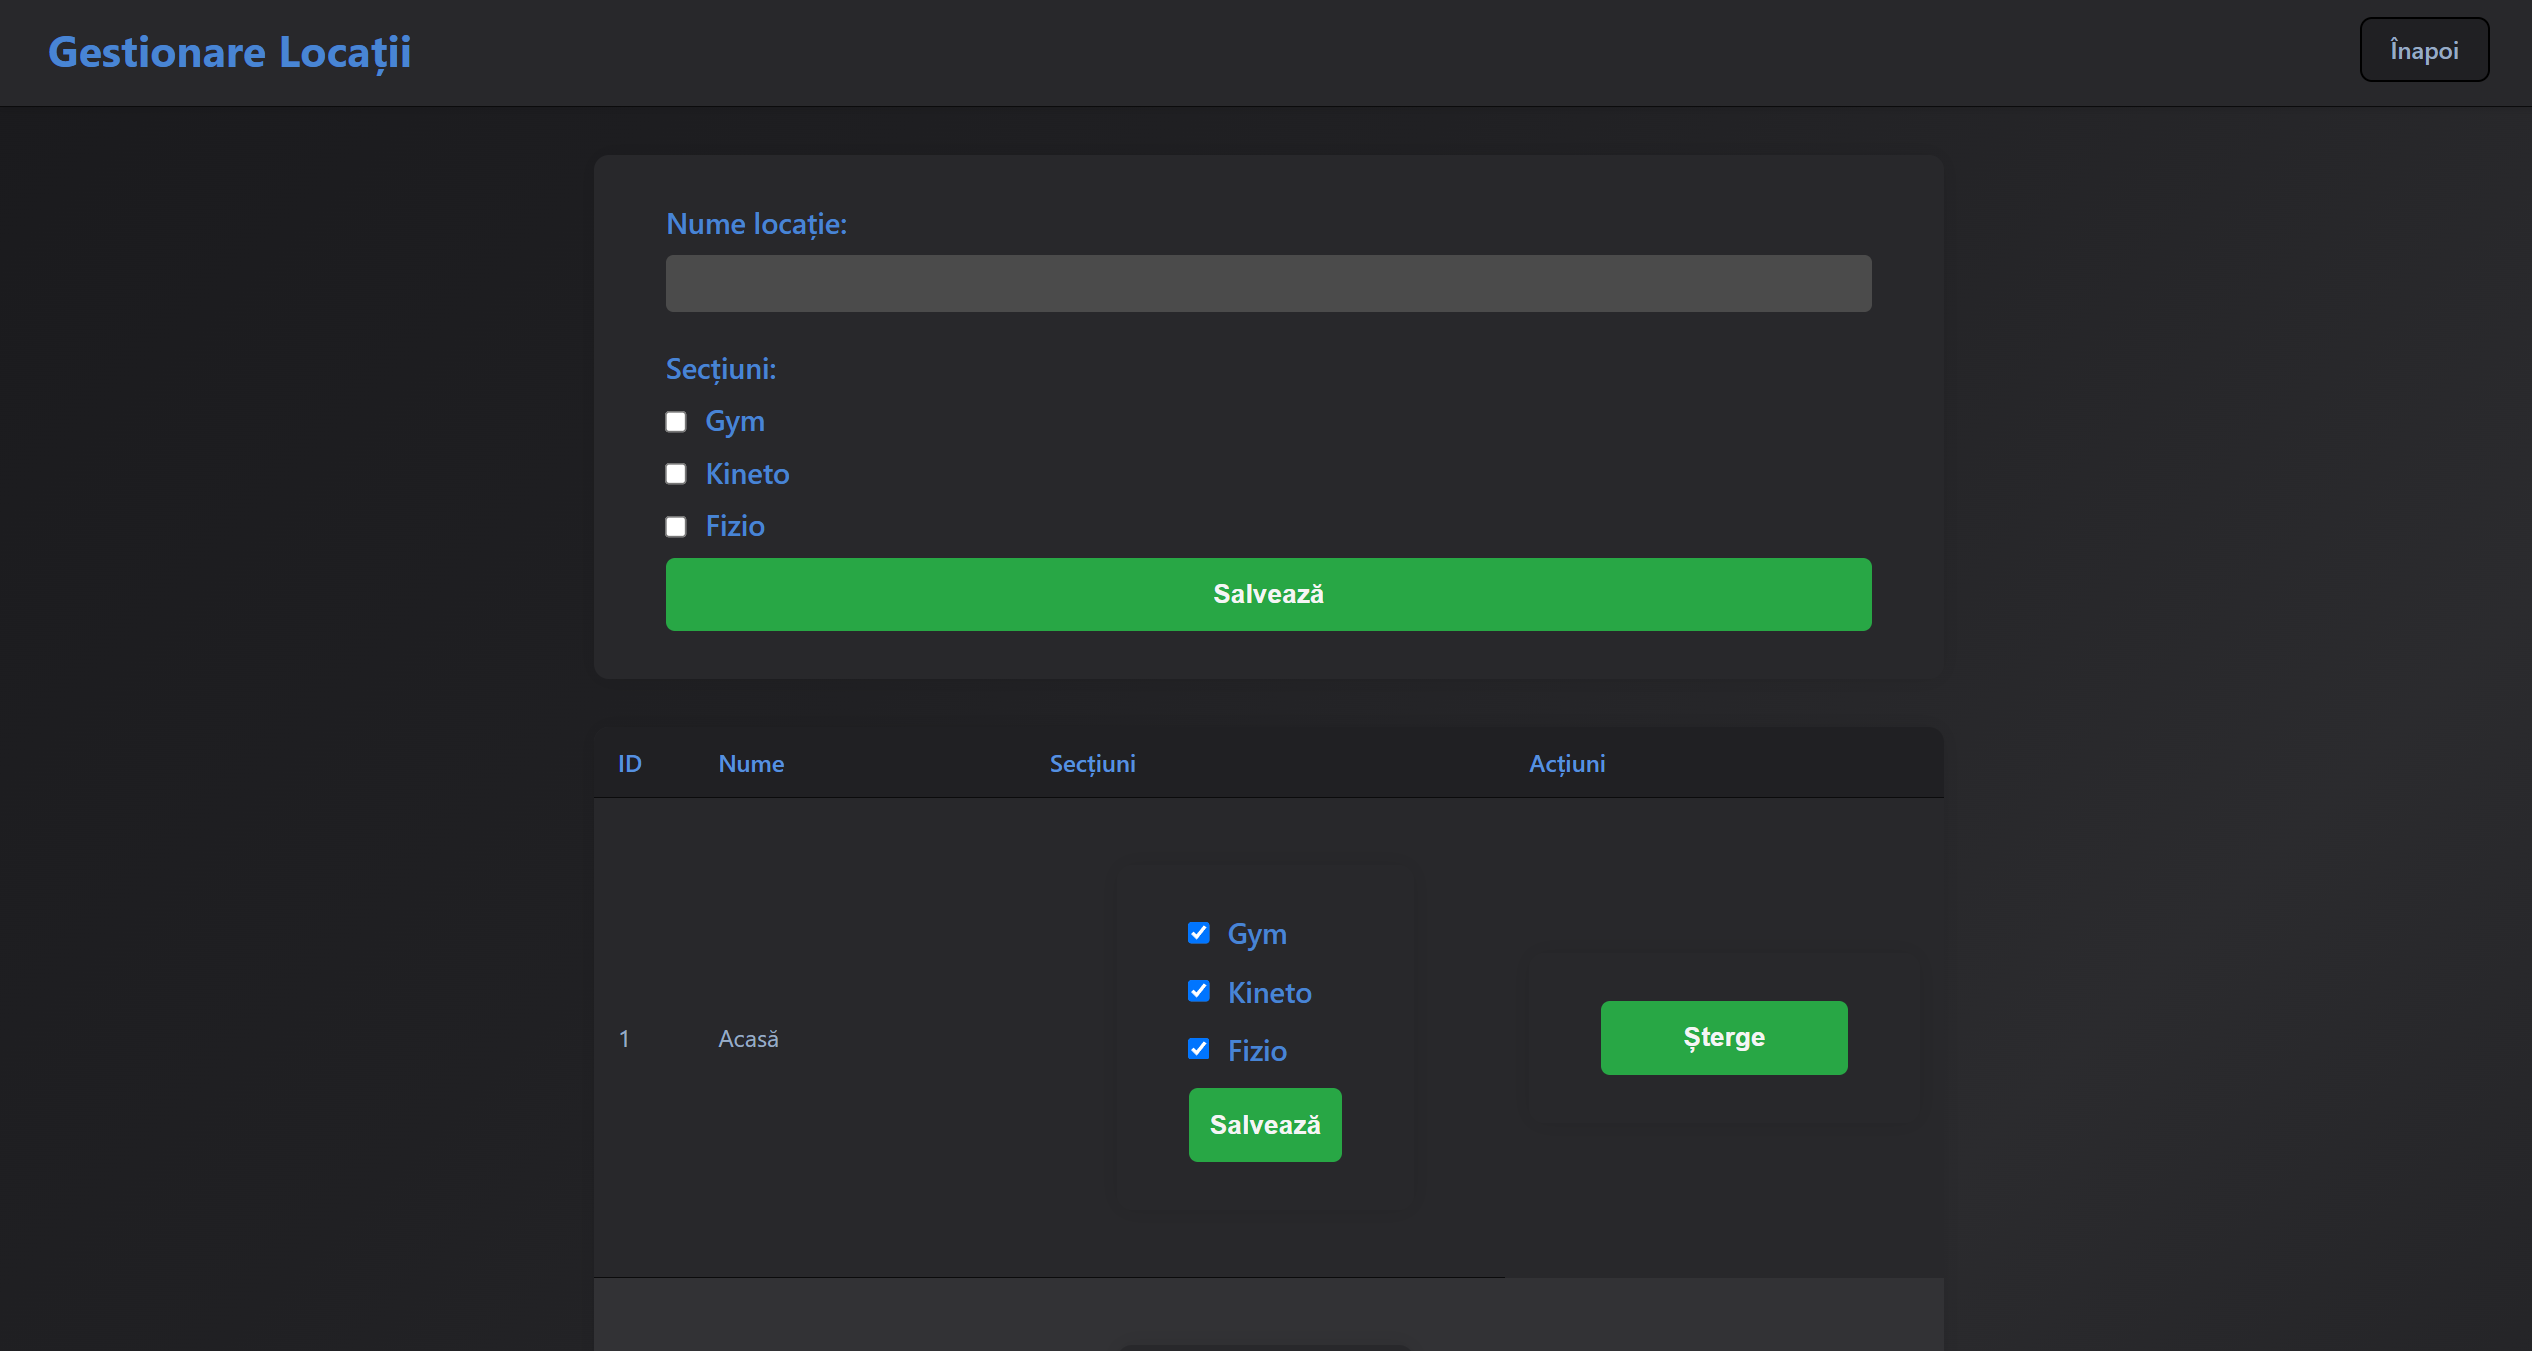 Gestionare Locații
Înapoi
Nume locație:
Secțiuni:
Gym
Kineto
Fizio
Salvează
ID Nume Secțiuni Acțiuni
Gym
Kineto
1 Acasă Șterge
Fizio
Salvează